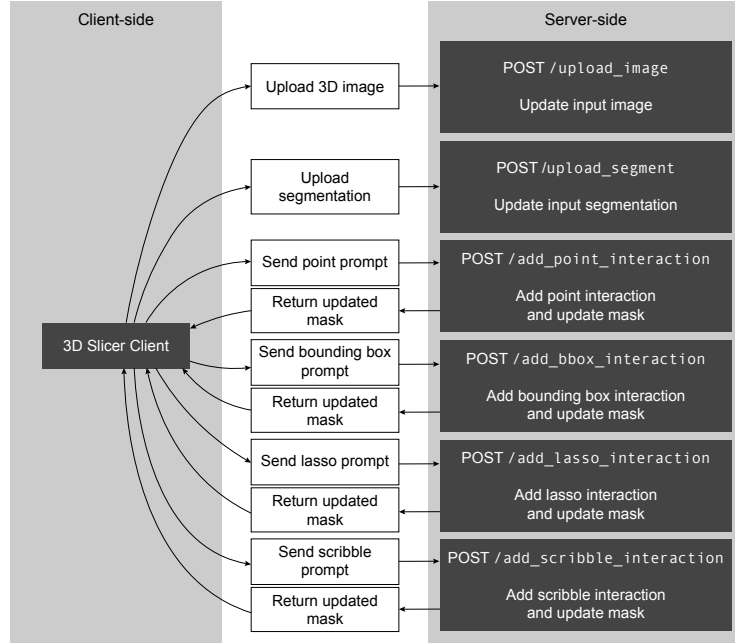 Client-side
Server-side
Upload 3D image
POST /upload_image
Update input image
Upload
segmentation
POST /upload_segment
Update input segmentation
Send point prompt
POST /add_point_interaction
Return updated
mask
Add point interaction
and update mask
3D Slicer Client
Send bounding box
prompt
POST /add_bbox_interaction
Return updated
mask
Add bounding box interaction
and update mask
Send lasso prompt
POST /add_lasso_interaction
Return updated
mask
Add lasso interaction
and update mask
Send scribble
prompt
POST /add_scribble_interaction
Return updated
mask
Add scribble interaction
and update mask